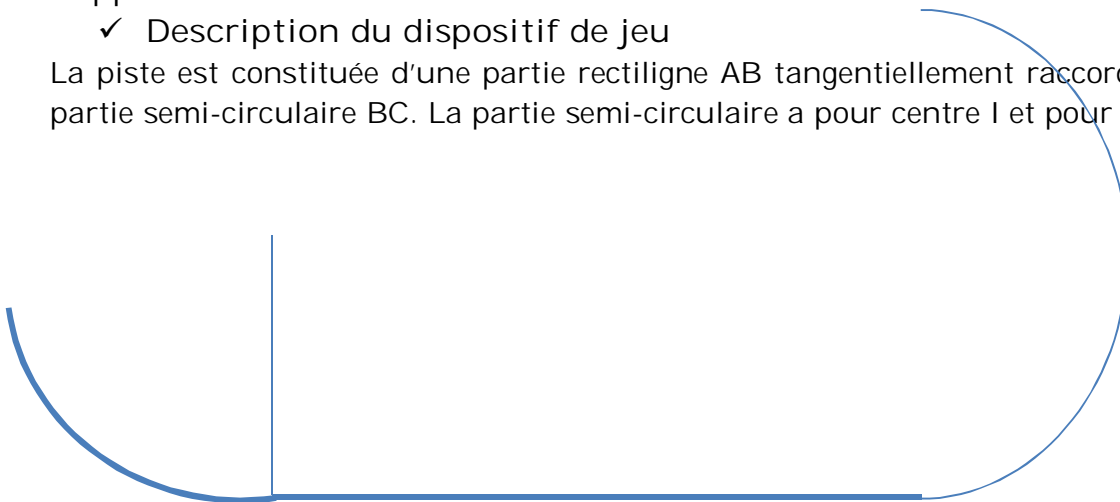 ✓ Description du dispositif de jeu
La piste est constituée d'une partie rectiligne AB tangentiellement
partie semi-circulaire BC. La partie semi-circulaire a pour centre I et pour